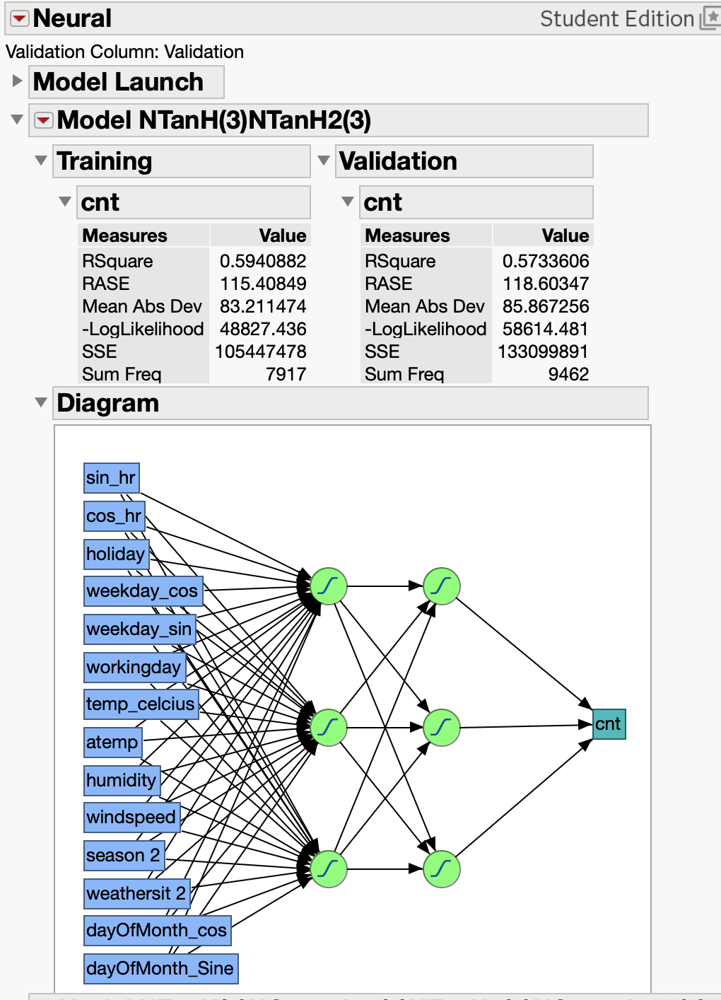 Neural
Student Edition
Validation Column: Validation
Model Launch
Model NTanH(3)NTanH2(3)
Training
Validation
cnt
cnt
Measures Value
RSquare 0.5940882
RASE 115.40849
Mean Abs Dev 83.211474
-LogLikelihood 48827.436
SSE 105447478
Sum Freq 7917
Measures Value
RSquare 0.5733606
RASE 118.60347
Mean Abs Dev 85.867256
-LogLikelihood 58614.481
SSE 133099891
Sum Freq 9462
Diagram
sin_hr
cos_hr
holiday
weekday_cos
weekday_sin
workingday
temp_celcius
atemp
humidity
windspeed
season 2
weathersit 2
dayOfMonth_cos
dayOfMonth_Sine
cnt